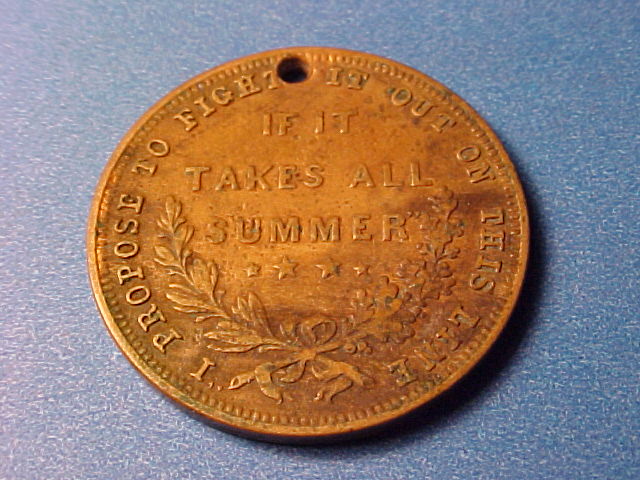 "I PROPOSE TO FIGHT IT OUT ON THIS LINE
IF IT
TAKES ALL
SUMMER"